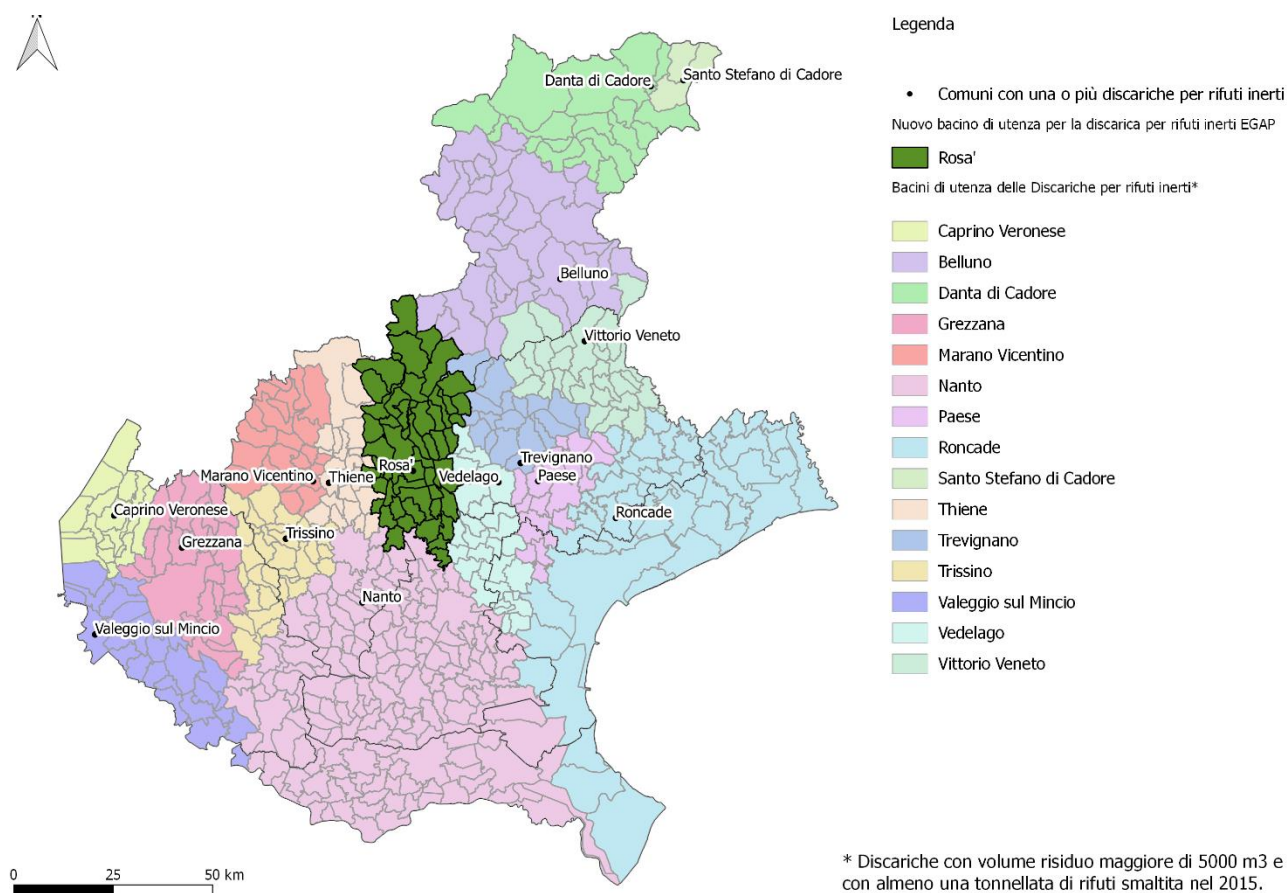 Legenda
Comuni con una o più discariche per rifuti inerti
Nuovo bacino di utenza per la discarica per rifuti inerti EGAP
Rosa'
Bacini di utenza delle Discariche per rifuti inerti*
Caprino Veronese
Belluno
Danta di Cadore
Grezzana
Marano Vicentino
Nanto
Paese
Roncade
Santo Stefano di Cadore
Thiene
Trevignano
Trissino
Valeggio sul Mincio
Vedelago
Vittorio Veneto
Danta di Cadore
Santo Stefano di Cadore
Belluno
Vittorio Veneto
Rosa'
Marano Vicentino
Thiene
Vedelago
Trevignano
Paese
Caprino Veronese
Grezzana
Trissino
Roncade
Nanto
Valeggio sul Mincio
0 25 50 km
* Discariche con volume risiduo maggiore di 5000 m3 e
con almeno una tonnellata di rifuti smaltita nel 2015.